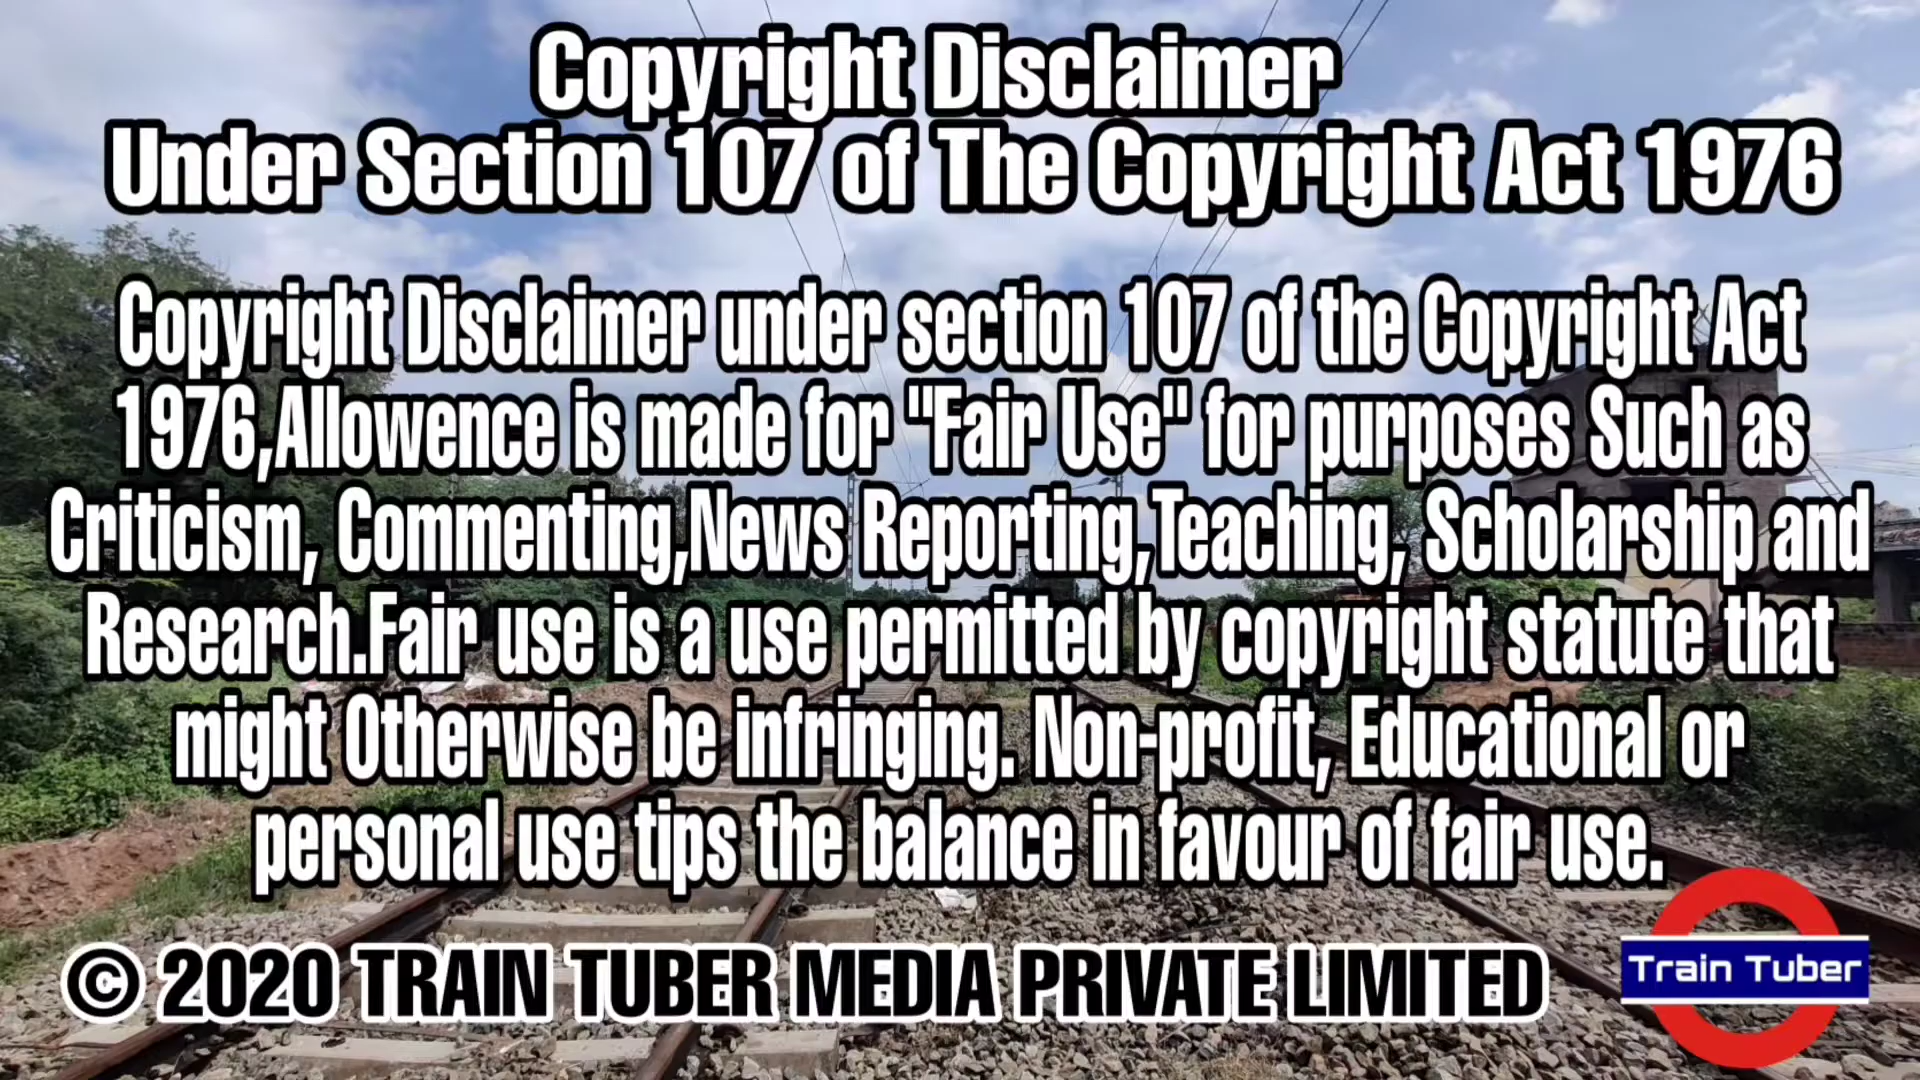 Copyright Disclaimer
Under Section 107 of The Copyright Act 1976
Copyright Disclaimer under section 107 of the Copyright Act
1976,Allowence is made for "Fair Use" for purposes Such as
Criticism, Commenting,News Reporting,Teaching, Scholarship and
Research.Fair use is a use permitted by copyright statute that
might Otherwise be infringing. Non-profit, Educational or
personal use tips the balance in favour of fair use.
© 2020 TRAIN TUBER MEDIA PRIVATE LIMITED
Train Tuber